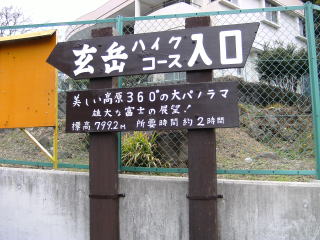 玄岳ハイクコース入口
美しい高原360°の大パノラマ
雄大な富士の展望!
標高799.2M 所要時間約2時間